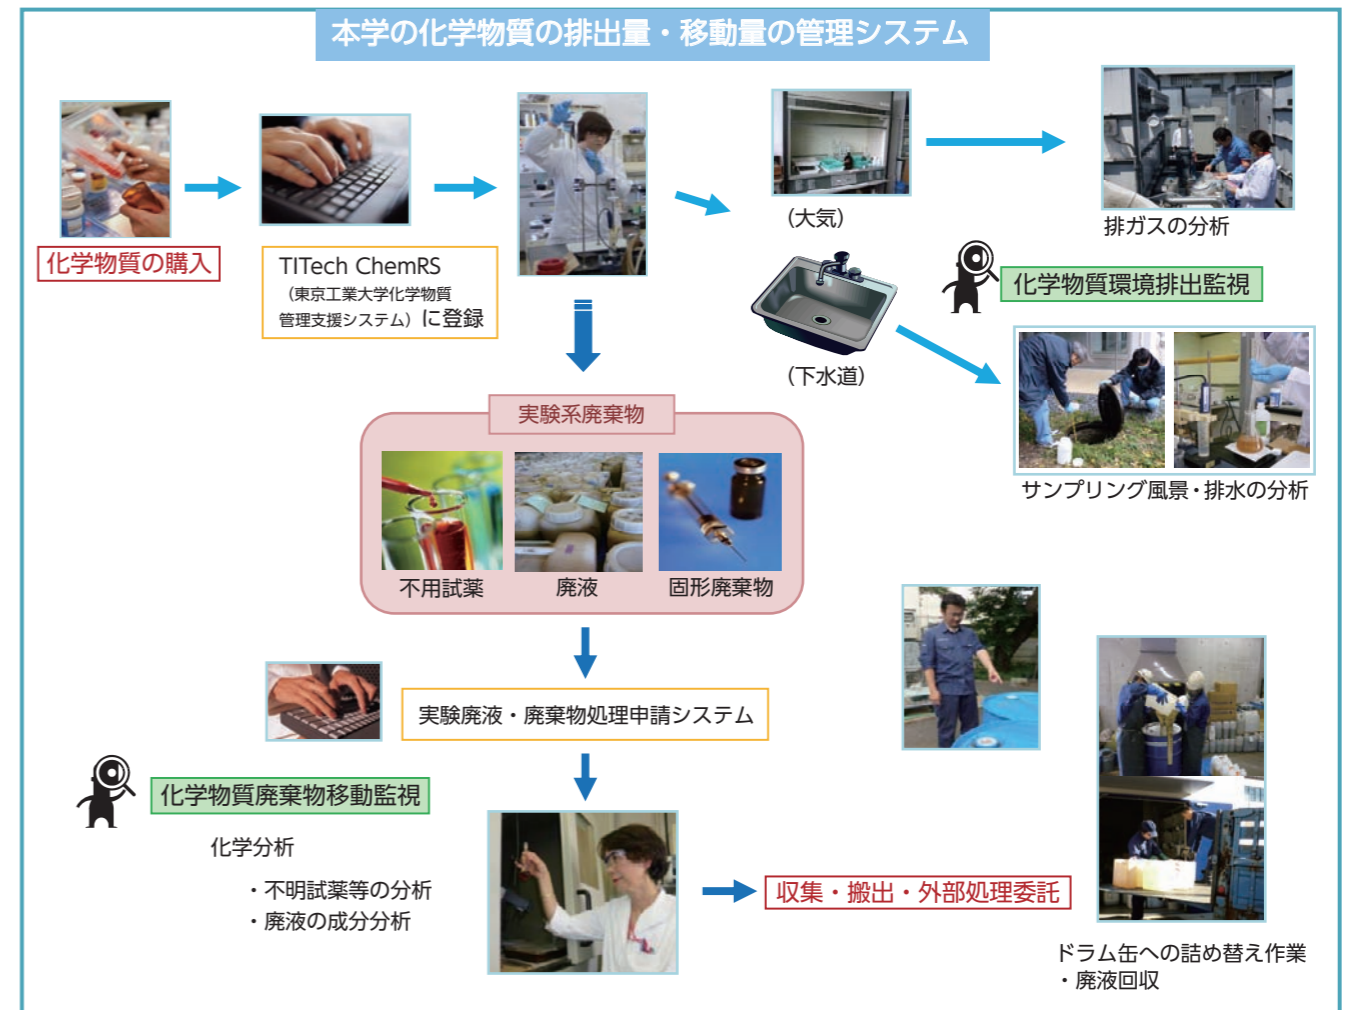 本学の化学物質の排出量・移動量の管理システム
化学物質の購入
TITech ChemRS
（東京工業大学化学物質
管理支援システム）に登録
（大気）
排ガスの分析
化学物質環境排出監視
（下水道）
サンプリング風景・排水の分析
実験系廃棄物
不用試薬
廃液
固形廃棄物
実験廃液・廃棄物処理申請システム
化学物質廃棄物移動監視
化学分析
・不明試薬等の分析
・廃液の成分分析
収集・搬出・外部処理委託
ドラム缶への詰め替え作業
・廃液回収